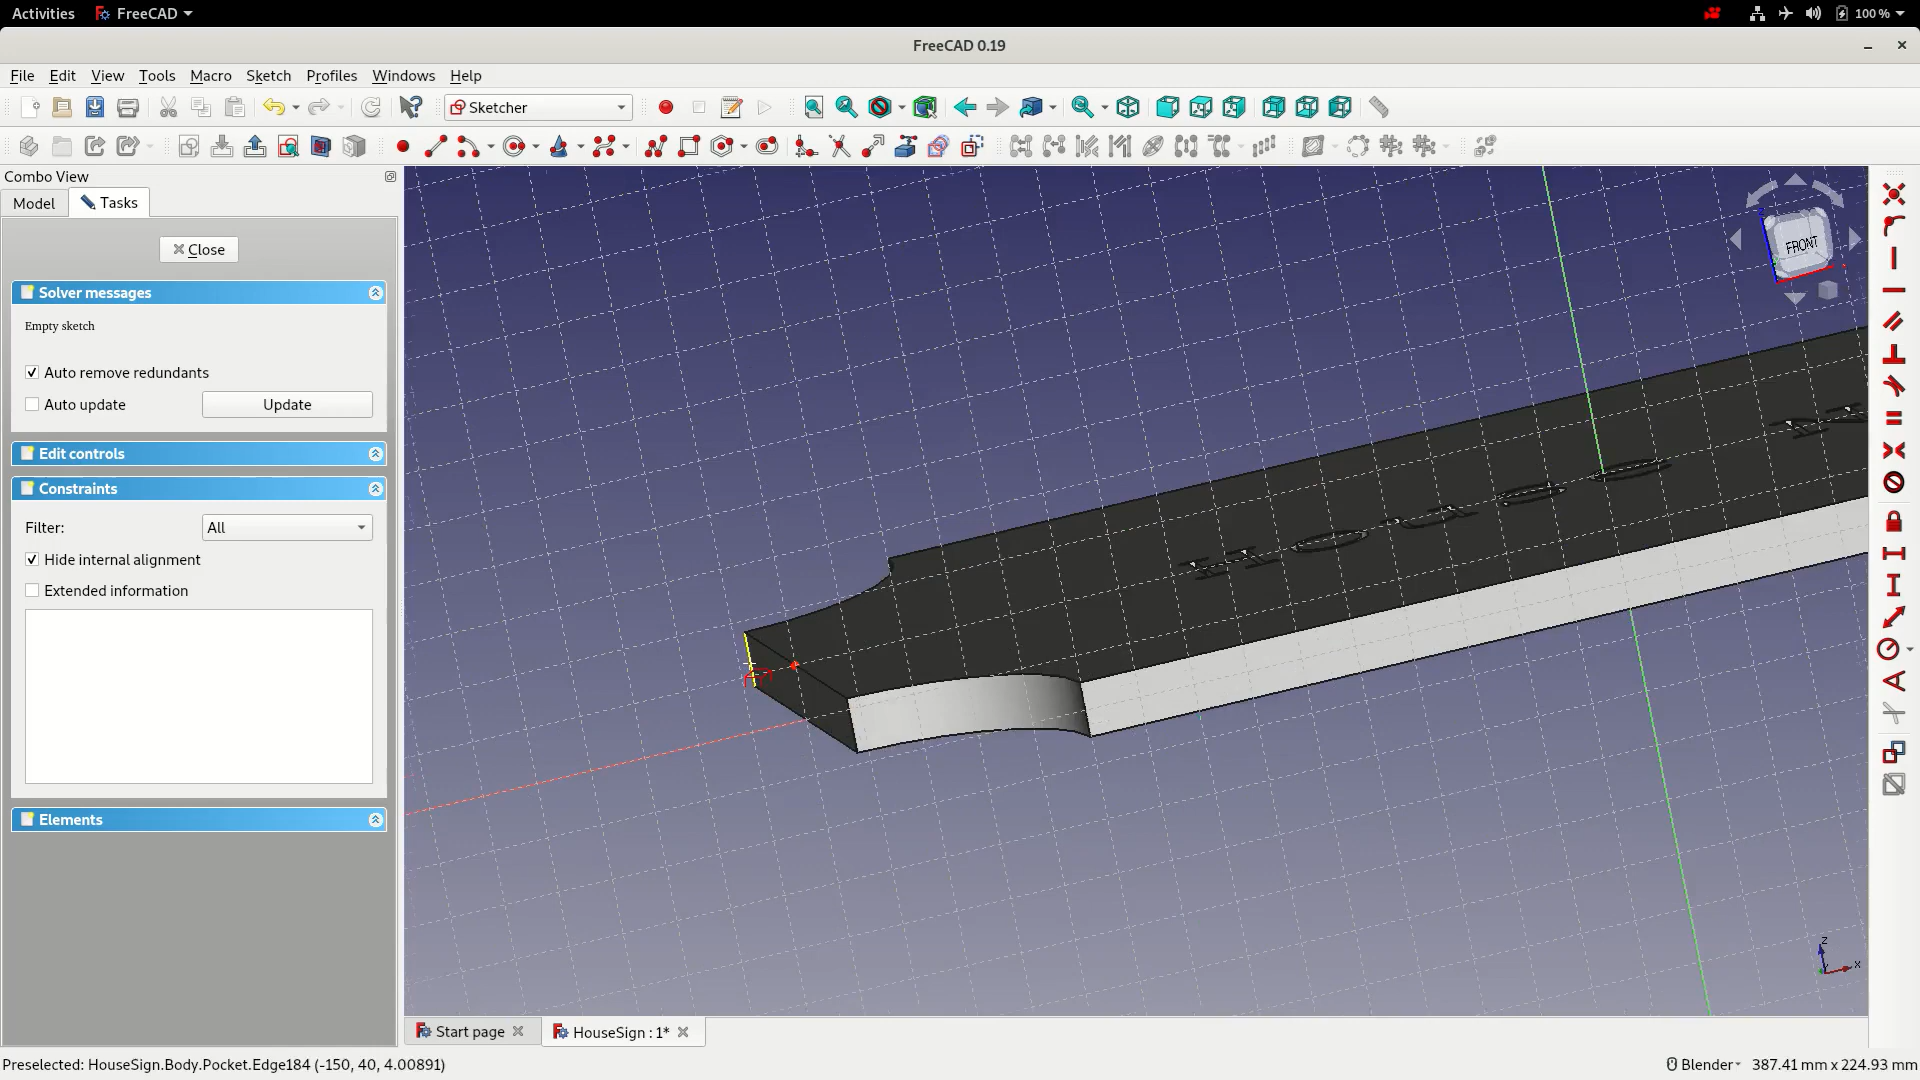 Activities FreeCAD 100 %
FreeCAD 0.19
File Edit View Tools Macro Sketch Profiles Windows Help
Sketcher
Combo View
Model Tasks
Close
Solver messages
Empty sketch
Auto remove redundants
Auto update Update
Edit controls
Constraints
Filter: All
Hide internal alignment
Extended information
Elements
FRONT
z
x
Start page HouseSign : 1*
Preselected: HouseSign.Body.Pocket.Edge184 (-150, 40, 4.00891) Blender 387.41 mm x 224.93 mm